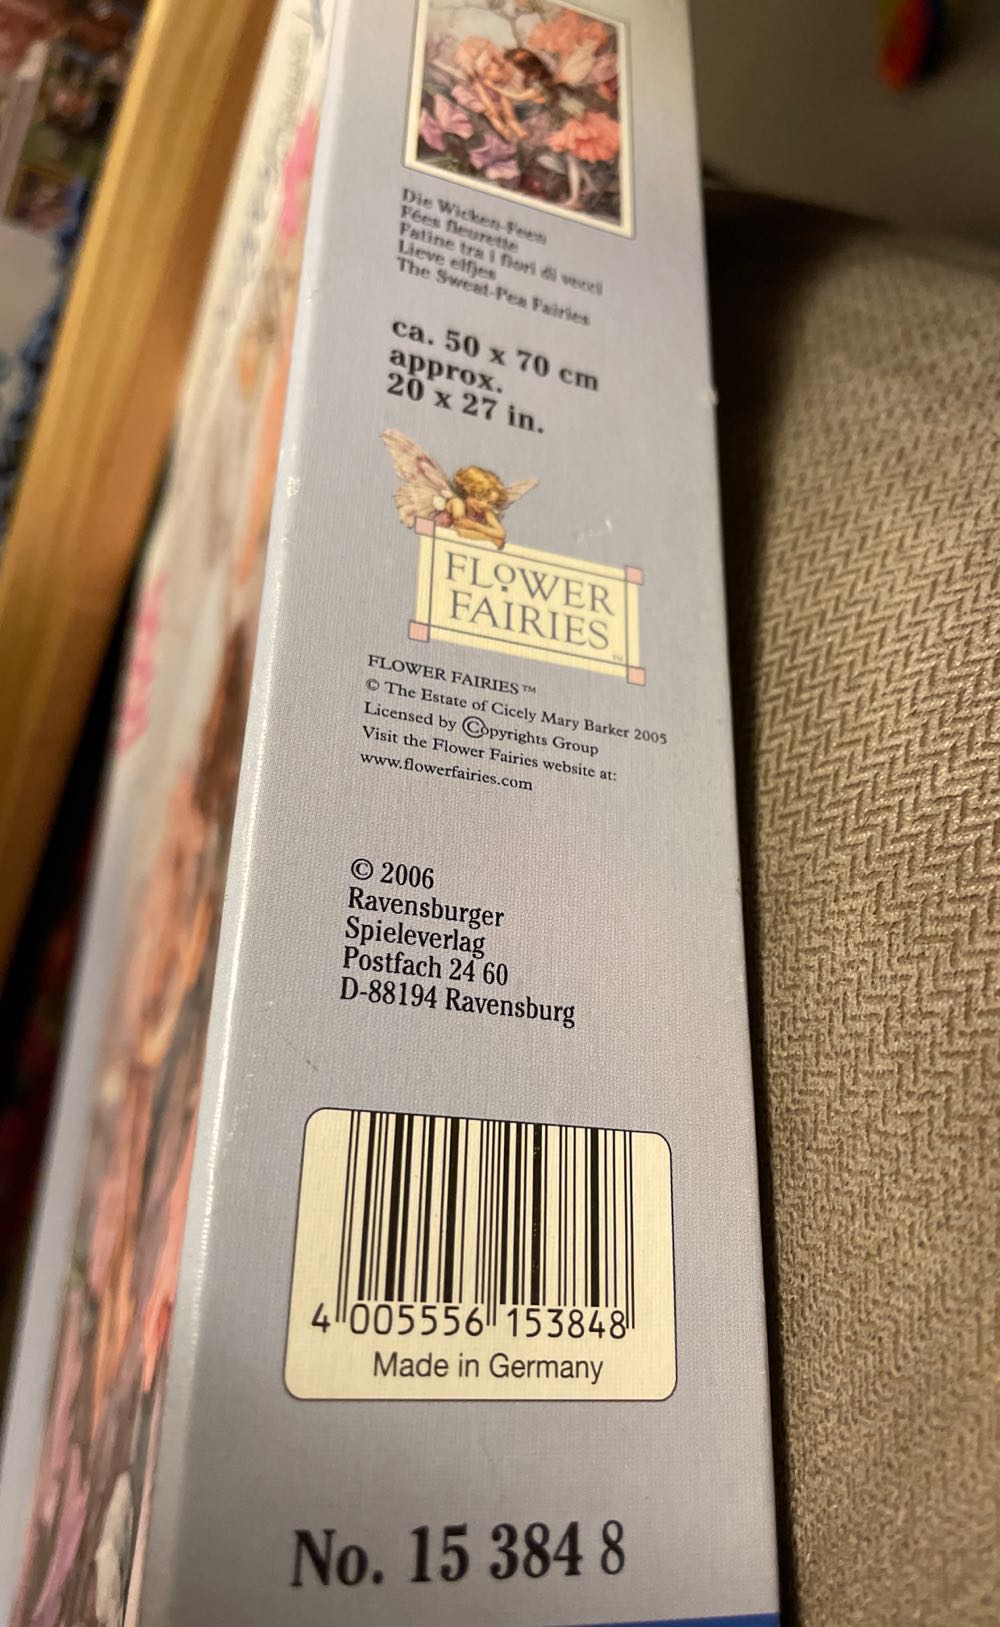 Die Wicken-Feen
Fées fleurette
Fatine tra i fiori di vecci
Lieve elfjes
The Sweat-Pea Fairies
ca. 50 x 70 cm
approx.
20 x 27 in.
FLOWER
FAIRIES™
FLOWER FAIRIES™
© The Estate of Cicely Mary Barker 2005
Licensed by ©opyrights Group
Visit the Flower Fairies website at:
www.flowerfairies.com
© 2006
Ravensburger
Spieleverlag
Postfach 24 60
D-88194 Ravensburg
4 005556 153848
Made in Germany
No. 15 384 8